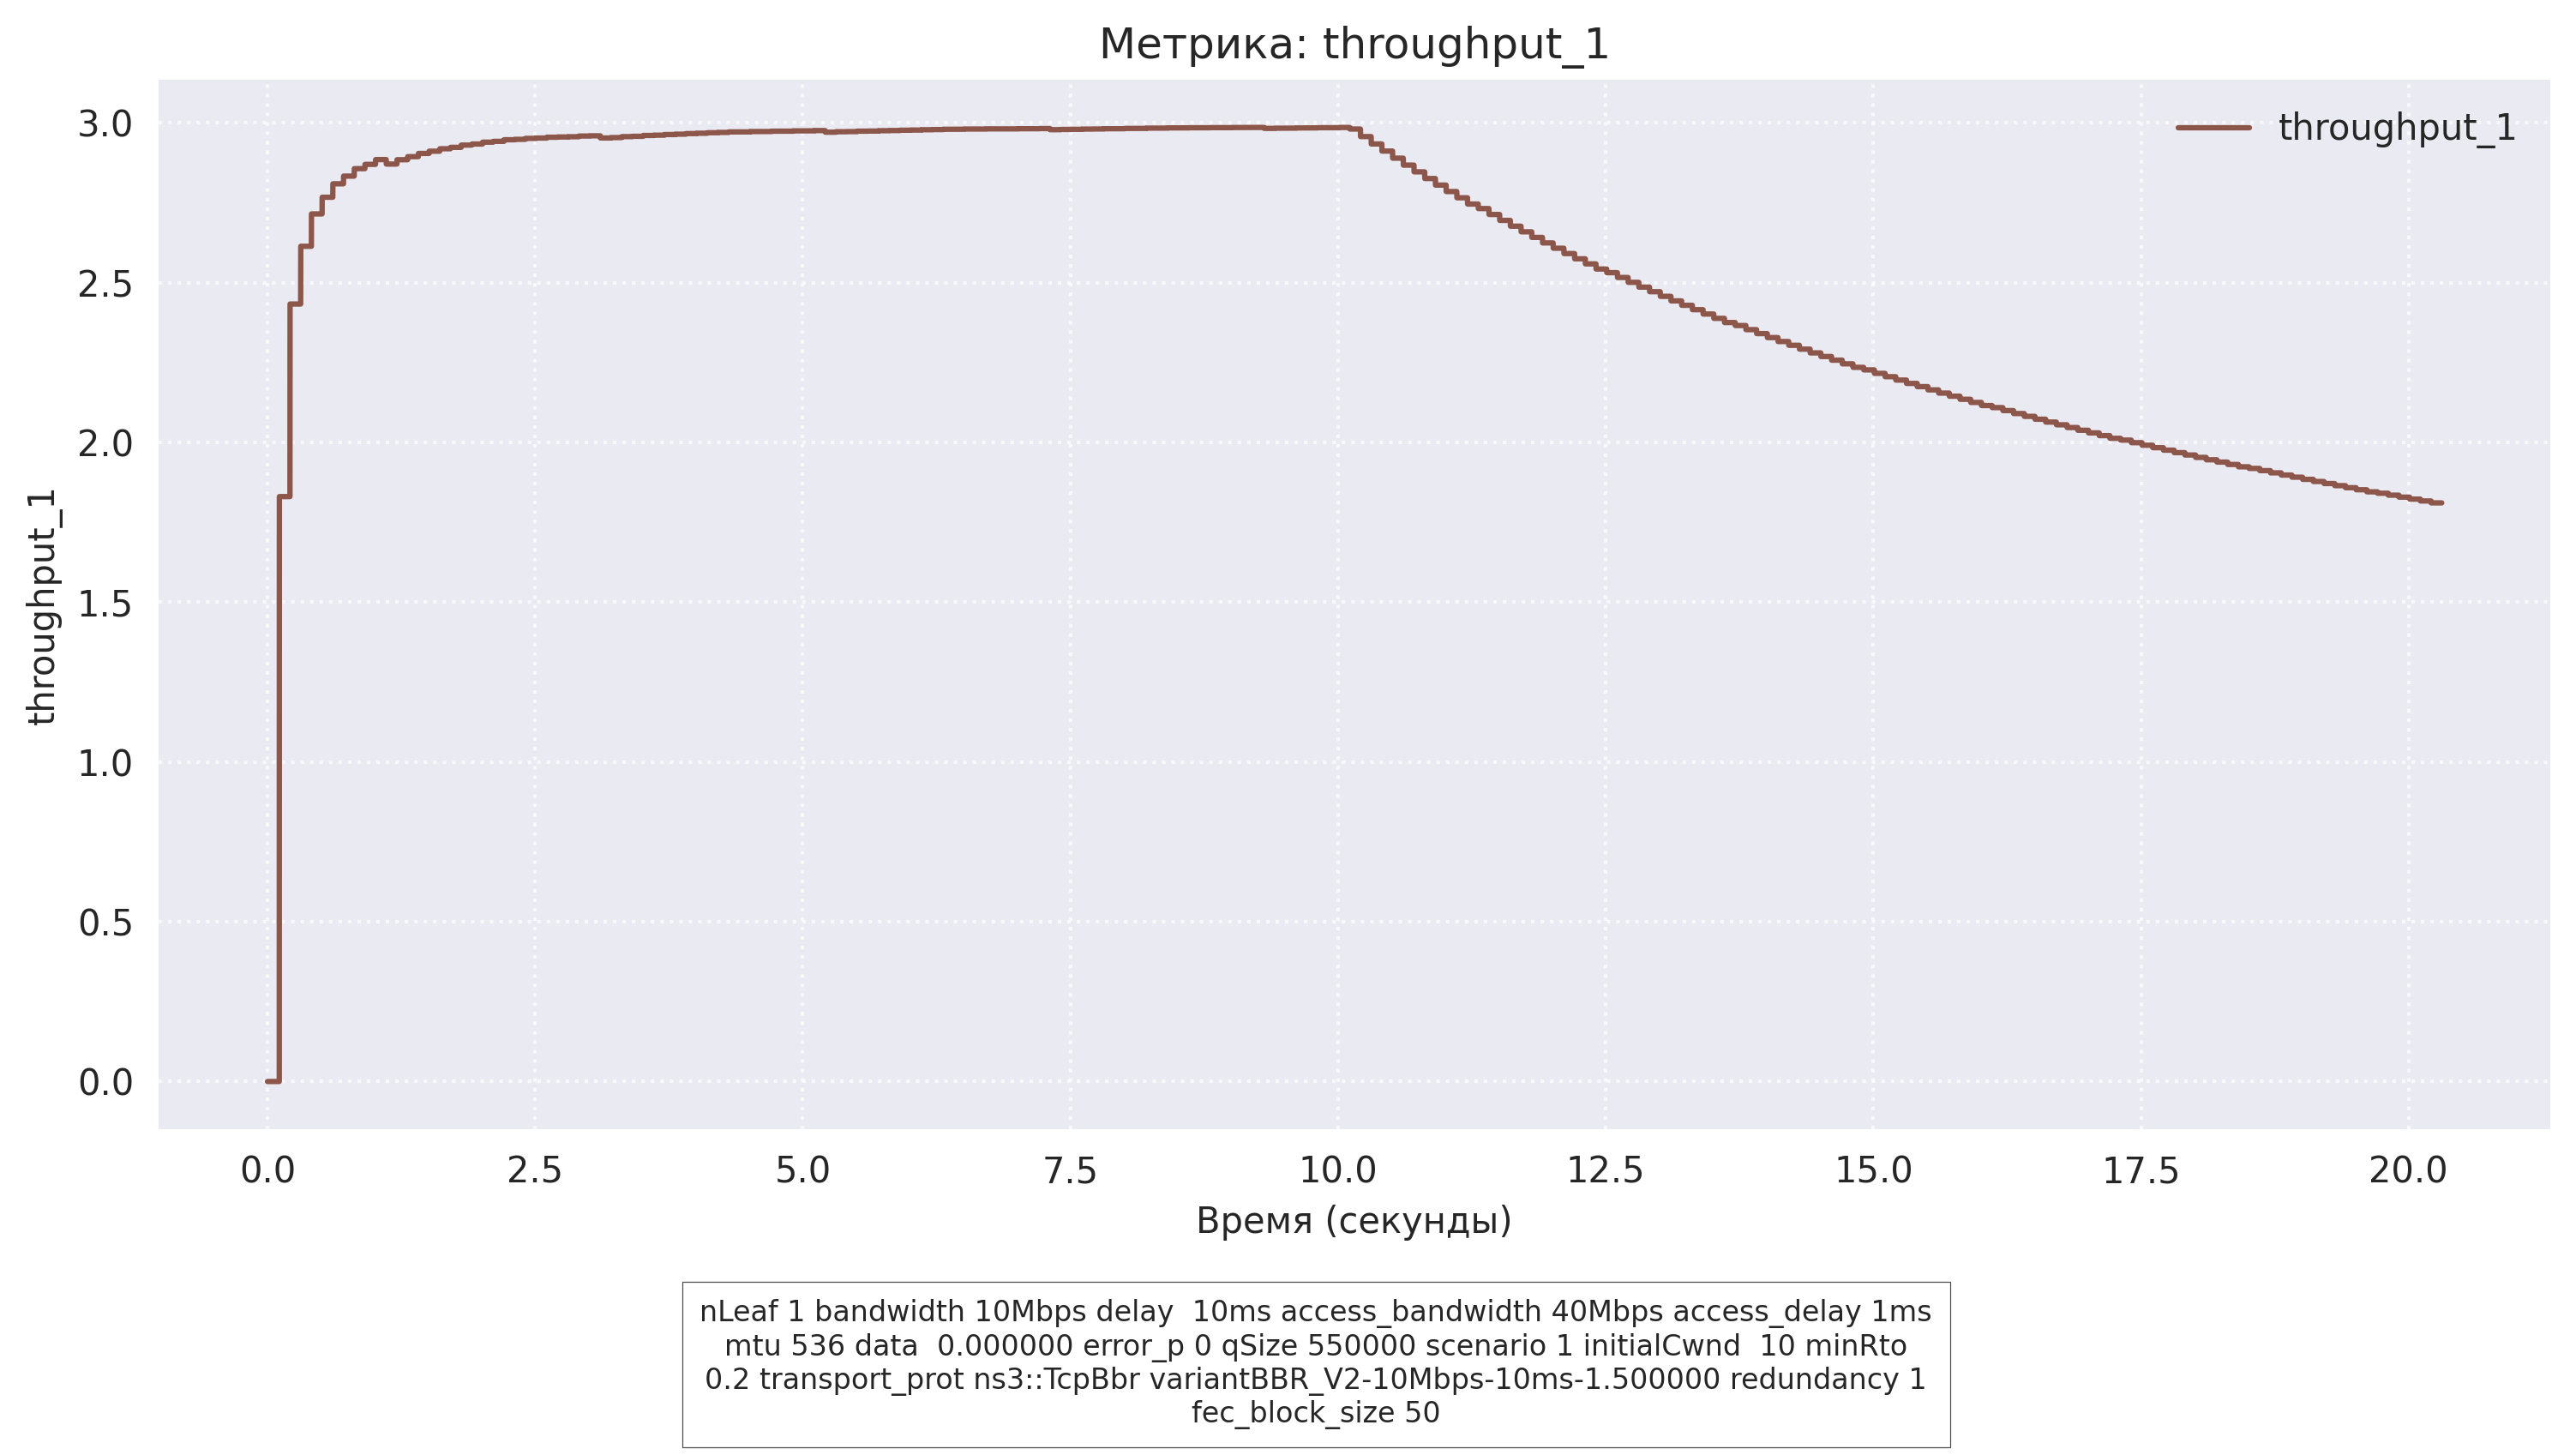 Метрика: throughput_1
throughput_1
3.0
2.5
2.0
1.5
1.0
0.5
0.0
throughput_1
0.0 2.5 5.0 7.5 10.0 12.5 15.0 17.5 20.0
Время (секунды)
nLeaf 1 bandwidth 10Mbps delay  10ms access_bandwidth 40Mbps access_delay 1ms
mtu 536 data  0.000000 error_p 0 qSize 550000 scenario 1 initialCwnd  10 minRto
0.2 transport_prot ns3::TcpBbr variantBBR_V2-10Mbps-10ms-1.500000 redundancy 1
fec_block_size 50